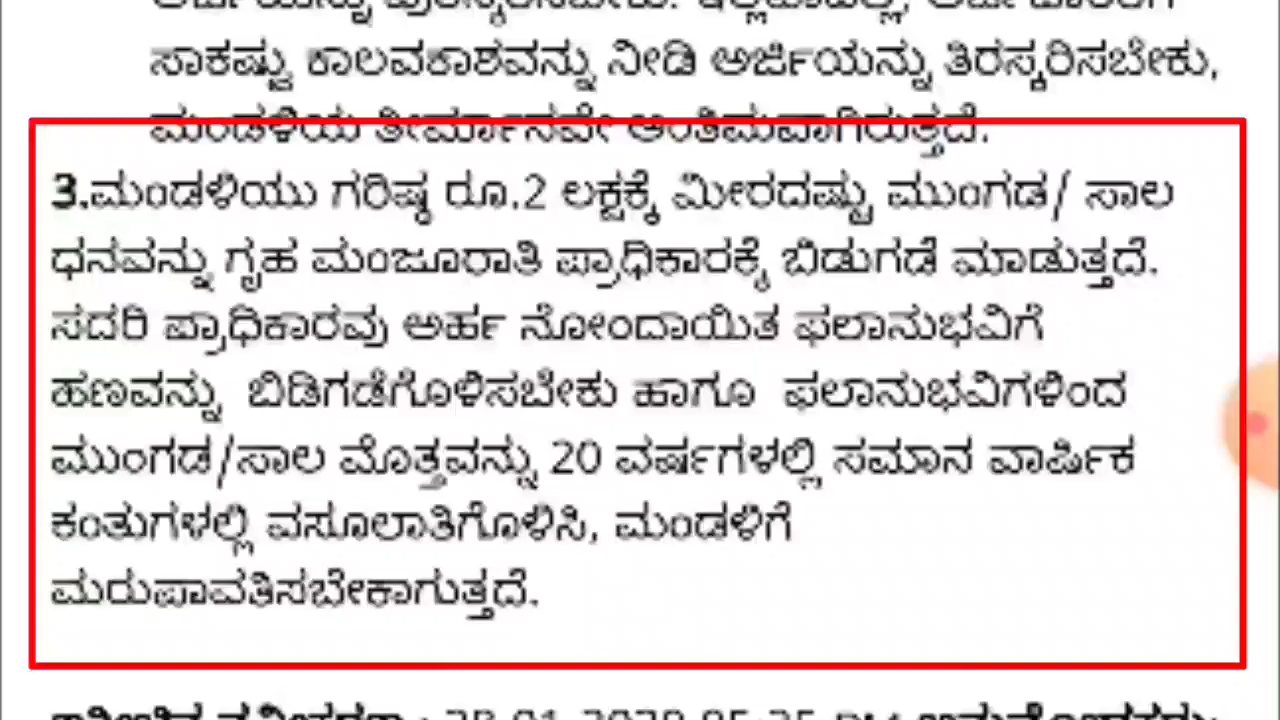 ಸಾಕಷ್ಟು ಕಾಲವಕಾಶವನ್ನು ನೀಡಿ ಅರ್ಜಿಯನ್ನು ತಿರಸ್ಕರಿಸಬೇಕು,
ಮಂಡಳಿಯ ತೀರ್ಮಾನವೇ ಅಂತಿಮವಾಗಿರುತ್ತದೆ.
3.ಮಂಡಳಿಯು ಗರಿಷ್ಠ ರೂ.2 ಲಕ್ಷಕ್ಕೆ ಮೀರದಷ್ಟು ಮುಂಗಡ/ ಸಾಲ
ಧನವನ್ನು ಗೃಹ ಮಂಜೂರಾತಿ ಪ್ರಾಧಿಕಾರಕ್ಕೆ ಬಿಡುಗಡೆ ಮಾಡುತ್ತದೆ.
ಸದರಿ ಪ್ರಾಧಿಕಾರವು ಅರ್ಹ ನೋಂದಾಯಿತ ಫಲಾನುಭವಿಗೆ
ಹಣವನ್ನು ಬಿಡಿಗಡೆಗೊಳಿಸಬೇಕು ಹಾಗೂ ಫಲಾನುಭವಿಗಳಿಂದ
ಮುಂಗಡ/ಸಾಲ ಮೊತ್ತವನ್ನು 20 ವರ್ಷಗಳಲ್ಲಿ ಸಮಾನ ವಾರ್ಷಿಕ
ಕಂತುಗಳಲ್ಲಿ ವಸೂಲಾತಿಗೊಳಿಸಿ, ಮಂಡಳಿಗೆ
ಮರುಪಾವತಿಸಬೇಕಾಗುತ್ತದೆ.